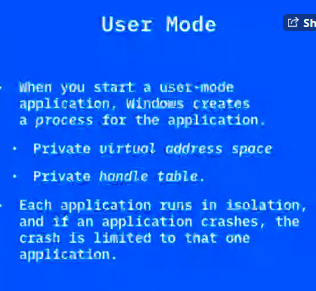 User Mode
Sh
• When you start a user-mode
application, Windows creates
a process for the application.
• Private virtual address space
• Private handle table.
• Each application runs in isolation,
and if an application crashes, the
crash is limited to that one
application.